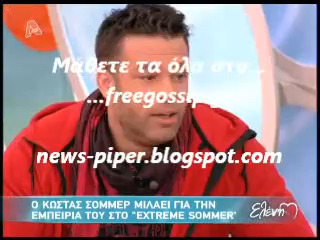 Μάθετε τα όλα στο...
...freegossip
news-piper.blogspot.com
Ο ΚΩΣΤΑΣ ΣΟΜΜΕΡ ΜΙΛΑΕΙ ΓΙΑ ΤΗΝ
ΕΜΠΕΙΡΙΑ ΤΟΥ ΣΤΟ "EXTREME SOMMER"
Ελένη